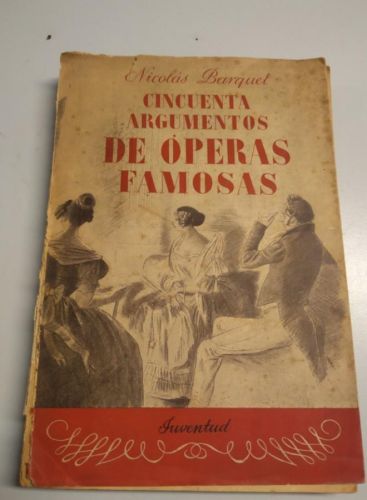 Nicolás Barquet
CINCUENTA
ARGUMENTOS
DE ÓPERAS
FAMOSAS
Juventud